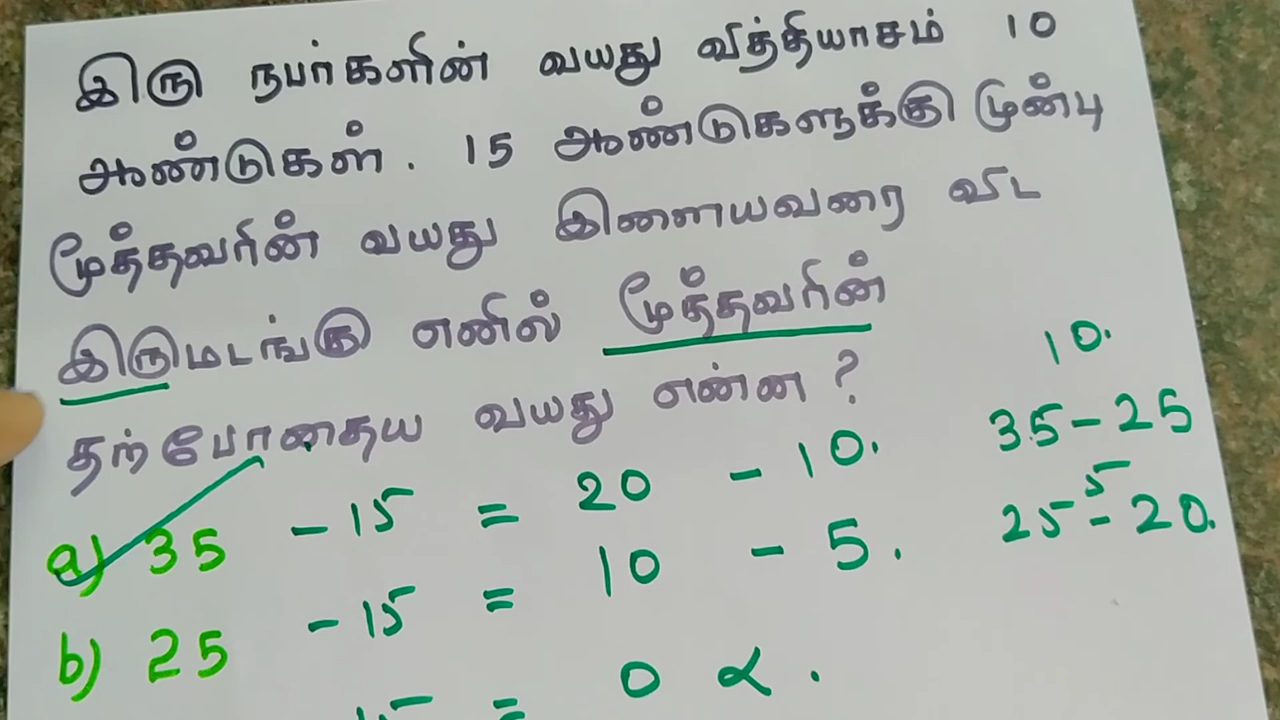 இரு நபர்களின் வயது வித்தியாசம் 10
ஆண்டுகள். 15 ஆண்டுகளுக்கு முன்பு
மூத்தவரின் வயது இளையவரை விட
இருமடங்கு எனில் மூத்தவரின்
தற்போதைய வயது என்ன?
10.
35-25
a) 35 - 15 = 20 - 10.
5
25 - 20.
b) 25 - 15 = 10 - 5.
= 0 x .